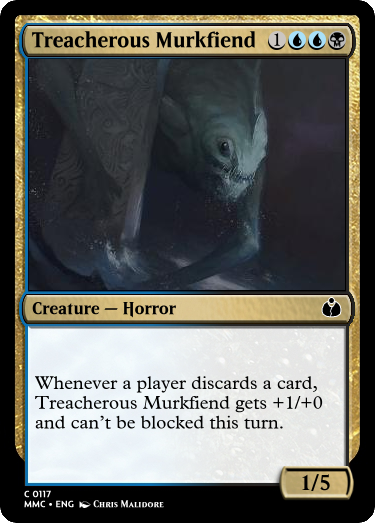 Treacherous Murkfiend 1
Creature — Horror
Whenever a player discards a card,
Treacherous Murkfiend gets +1/+0
and can't be blocked this turn.
1/5
C 0117
MMC • ENG Chris Malidore